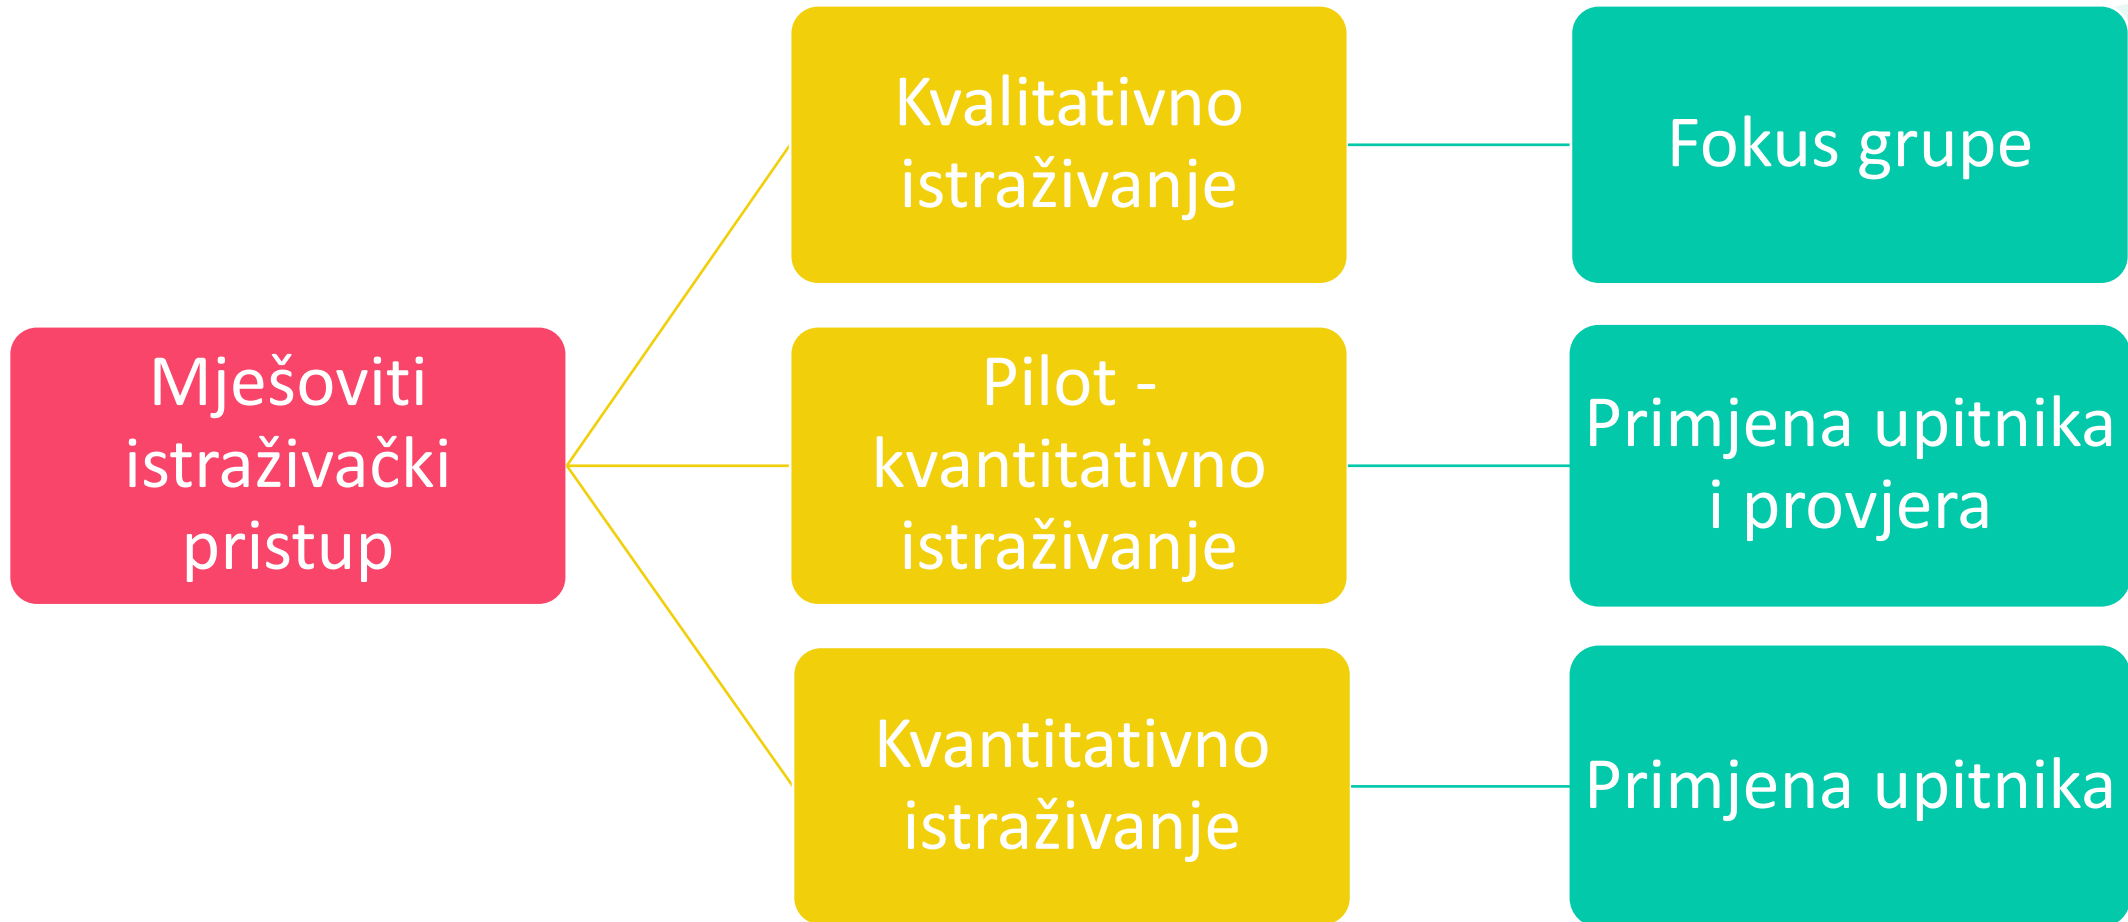 Kvalitativno
istraživanje
Fokus grupe
Mješoviti
istraživački
pristup
Pilot -
kvantitativno
istraživanje
Primjena upitnika
i provjera
Kvantitativno
istraživanje
Primjena upitnika